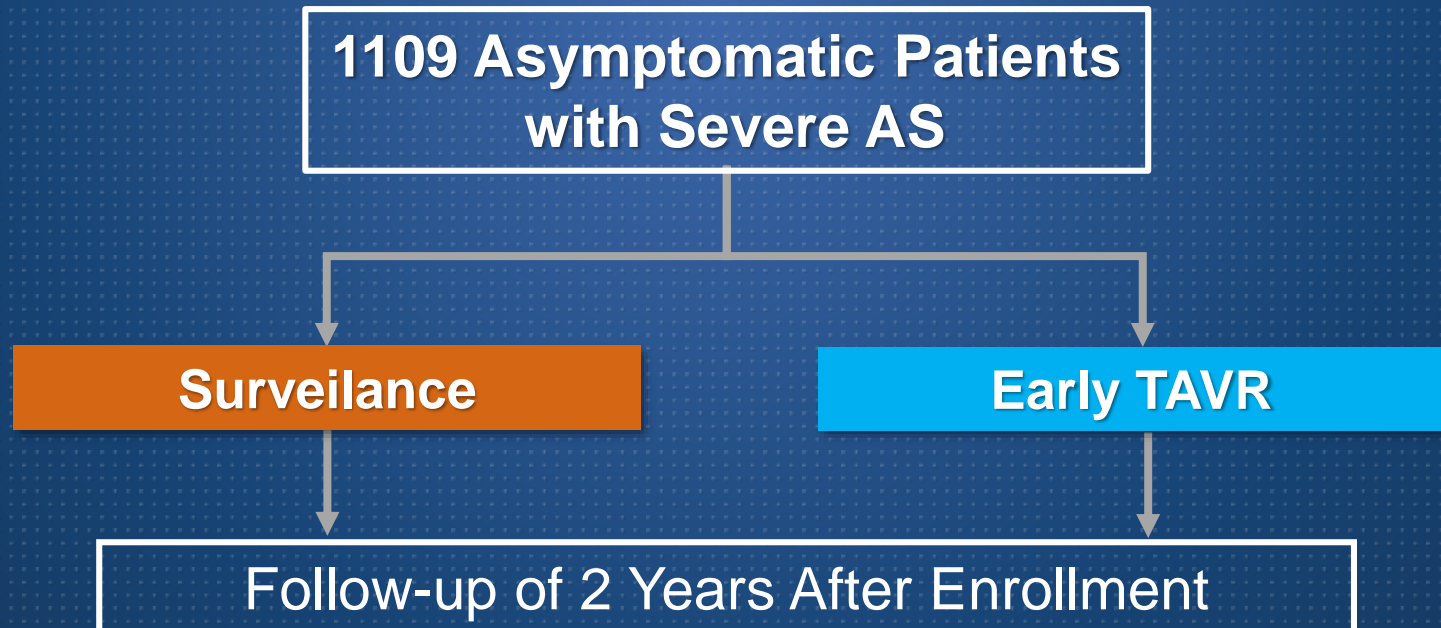 1109 Asymptomatic Patients
with Severe AS
Surveilance
Early TAVR
Follow-up of 2 Years After Enrollment